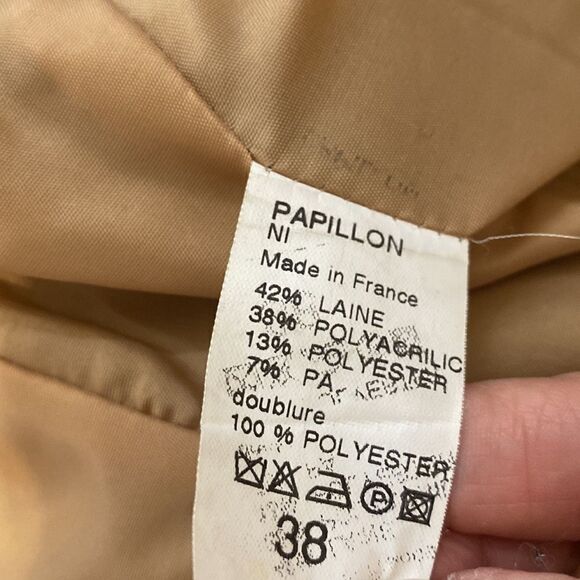 PAPILLON
NI
Made in France
42% LAINE
38% POLYACRILIC
13% POLYESTER
7% PA
doublure
100 % POLYESTER
P
38